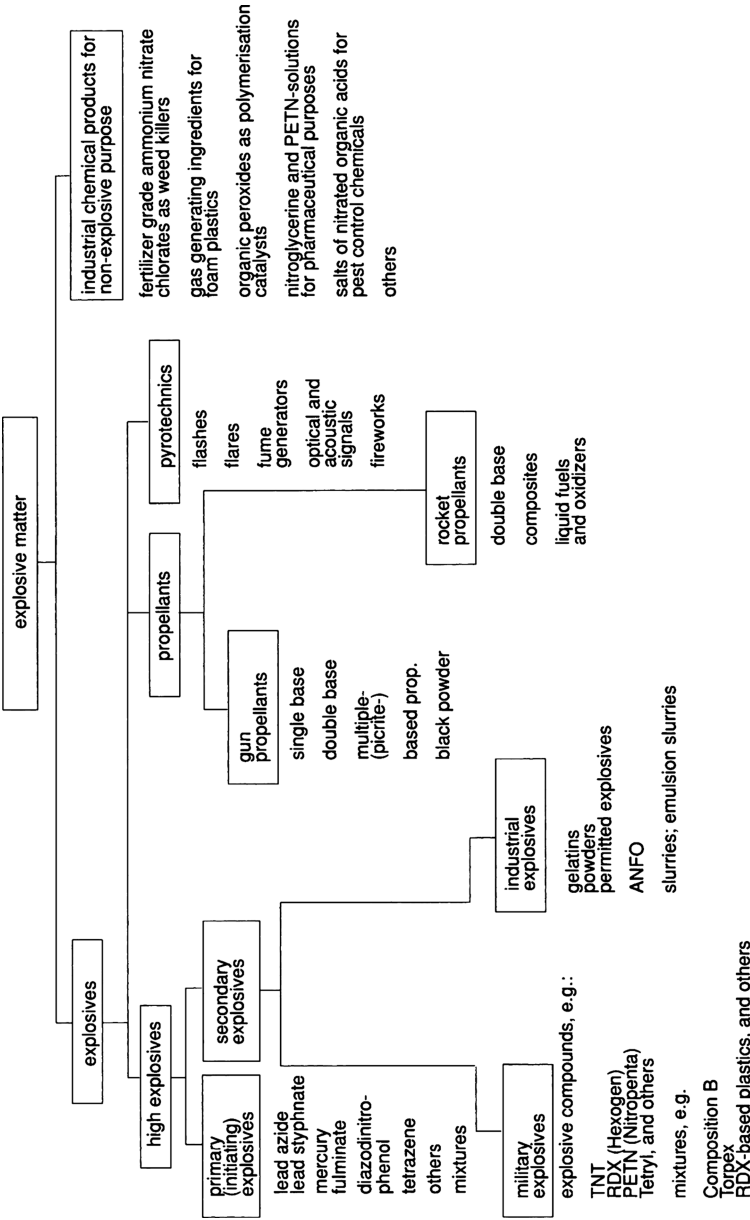 explosive matter
explosives
industrial chemical products for
non-explosive purpose
fertilizer grade ammonium nitrate
chlorates as weed killers
gas generating ingredients for
foam plastics
organic peroxides as polymerisation
catalysts
nitroglycerine and PETN-solutions
for pharmaceutical purposes
salts of nitrated organic acids for
pest control chemicals
others
high explosives
propellants
pyrotechnics
flashes
flares
fume
generators
optical and
acoustic
signals
fireworks
primary
(initiating)
explosives
lead azide
lead styphnate
mercury
fulminate
diazodinitro-
phenol
tetrazene
others
mixtures
secondary
explosives
gun
propellants
single base
double base
multiple-
(picrite-)
based prop.
black powder
rocket
propellants
double base
composites
liquid fuels
and oxidizers
military
explosives
explosive compounds, e.g.:
TNT
RDX (Hexogen)
PETN (Nitropenta)
Tetryl, and others
mixtures, e.g.
Composition B
Torpex
RDX-based plastics, and others
industrial
explosives
gelatins
powders
permitted explosives
ANFO
slurries; emulsion slurries